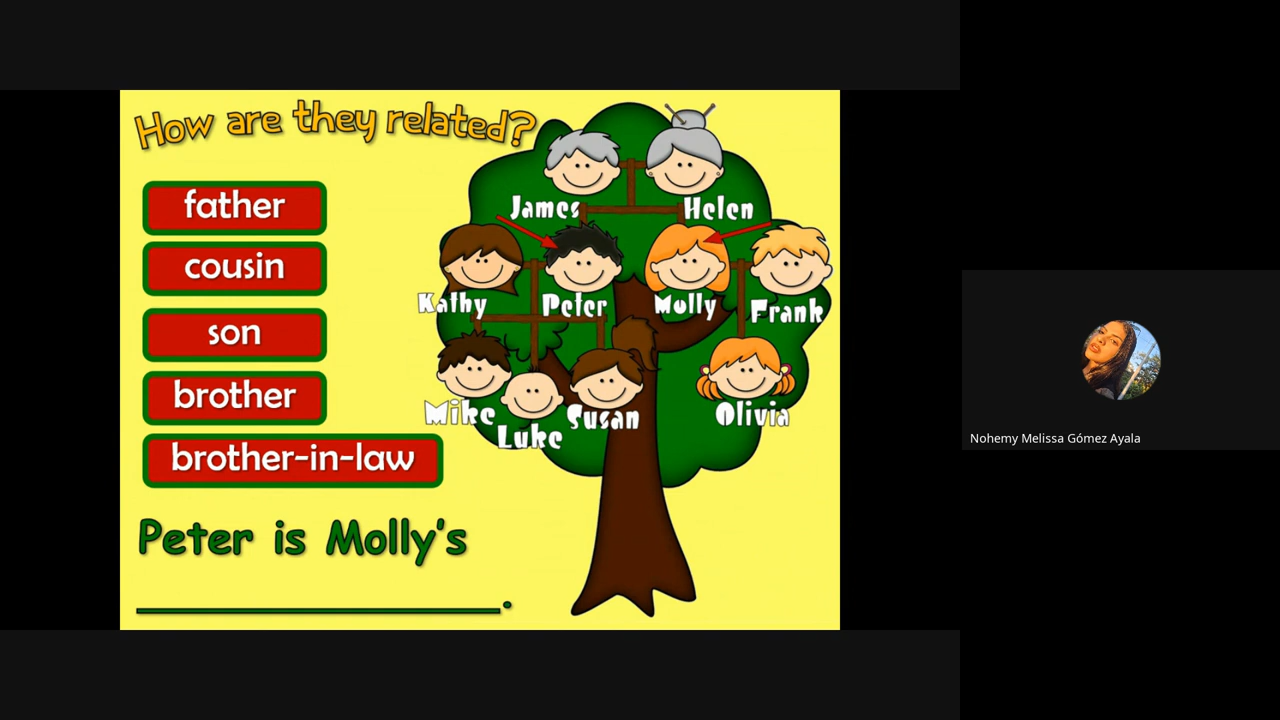 How are they related?
father
cousin
son
brother
brother-in-law
James
Helen
Kathy
Peter
Molly
Frank
Mike
Luke
Susan
Olivia
Peter is Molly's
.
Nohemy Melissa Gómez Ayala